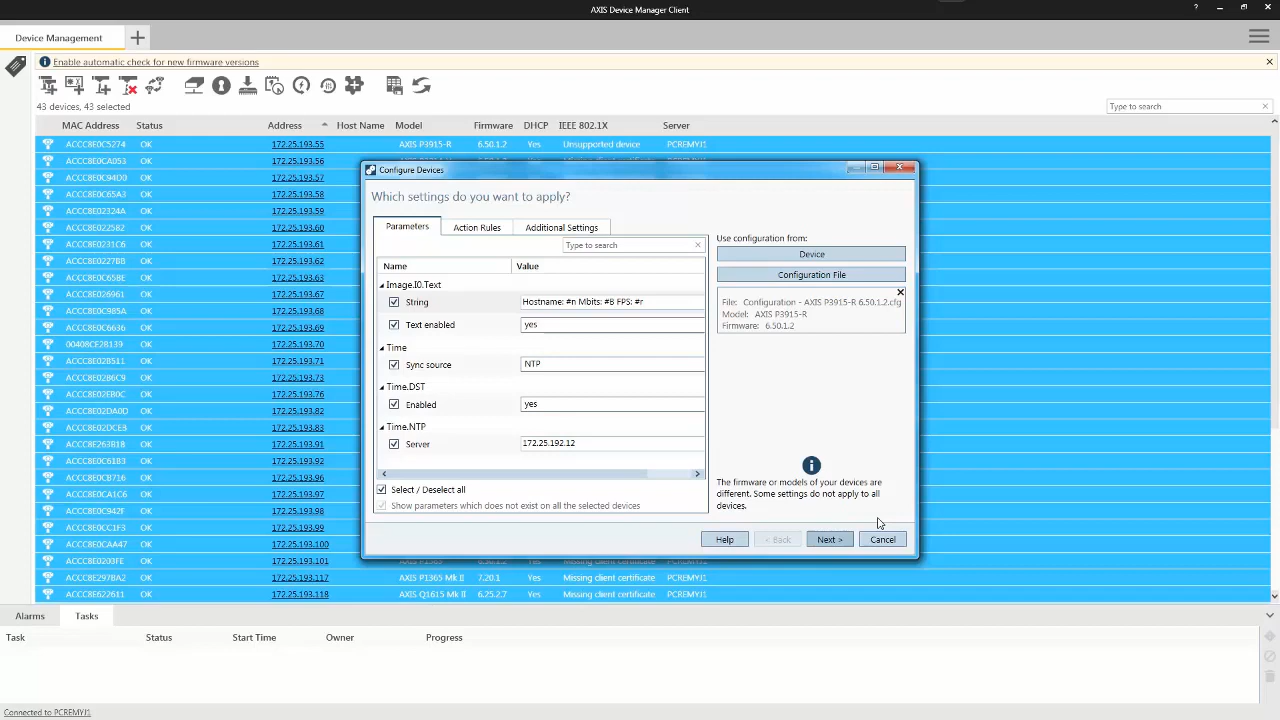 AXIS Device Manager Client
? 
Device Management
Enable automatic check for new firmware versions
43 devices, 43 selected
Type to search
MAC Address Status Address Host Name Model Firmware DHCP IEEE 802.1X Server
ACCC8E0C5274 OK 172.25.193.55 AXIS P3915-R 6.50.1.2 Yes Unsupported device PCREMYJ1
ACCC8E0CA053 OK 172.25.193.56
ACCC8E0C94D0 OK 172.25.193.57
ACCC8E0C65A3 OK 172.25.193.58
ACCC8E02324A OK 172.25.193.59
ACCC8E022582 OK 172.25.193.60
ACCC8E0231C6 OK 172.25.193.61
ACCC8E0227BB OK 172.25.193.62
ACCC8E0C658E OK 172.25.193.63
ACCC8E026961 OK 172.25.193.67
ACCC8E0C985A OK 172.25.193.68
ACCC8E0C6636 OK 172.25.193.69
00408CE28139 OK 172.25.193.70
ACCC8E028511 OK 172.25.193.71
ACCC8E0286C9 OK 172.25.193.73
ACCC8E02EB0C OK 172.25.193.76
ACCC8E02DA0D OK 172.25.193.82
ACCC8E02DCE3 OK 172.25.193.83
ACCC8E263B18 OK 172.25.193.91
ACCC8E0C61B3 OK 172.25.193.92
ACCC8E0CB716 OK 172.25.193.96
ACCC8E0CA1C6 OK 172.25.193.97
ACCC8E0C942F OK 172.25.193.98
ACCC8E0CC1F3 OK 172.25.193.99
ACCC8E0CAA47 OK 172.25.193.100
ACCC8E0203FE OK 172.25.193.101
ACCC8E297BA2 OK 172.25.193.117 AXIS P1365 Mk II 7.20.1 Yes Missing client certificate PCREMYJ1
ACCC8E622611 OK 172.25.193.118 AXIS Q1615 Mk II 6.25.2.7 Yes Missing client certificate PCREMYJ1
Configure Devices
Which settings do you want to apply?
Parameters Action Rules Additional Settings
Type to search
Name Value
Image.I0.Text
String Hostname: #n Mbits: #B FPS: #r
Text enabled yes
Time
Sync source NTP
Time.DST
Enabled yes
Time.NTP
Server 172.25.192.12
Select / Deselect all
Show parameters which does not exist on all the selected devices
Use configuration from:
Device
Configuration File
File: Configuration - AXIS P3915-R 6.50.1.2.cfg
Model: AXIS P3915-R
Firmware: 6.50.1.2
The firmware or models of your devices are
different. Some settings do not apply to all
devices.
Help < Back Next > Cancel
Alarms Tasks
Task Status Start Time Owner Progress
Connected to PCREMYJ1